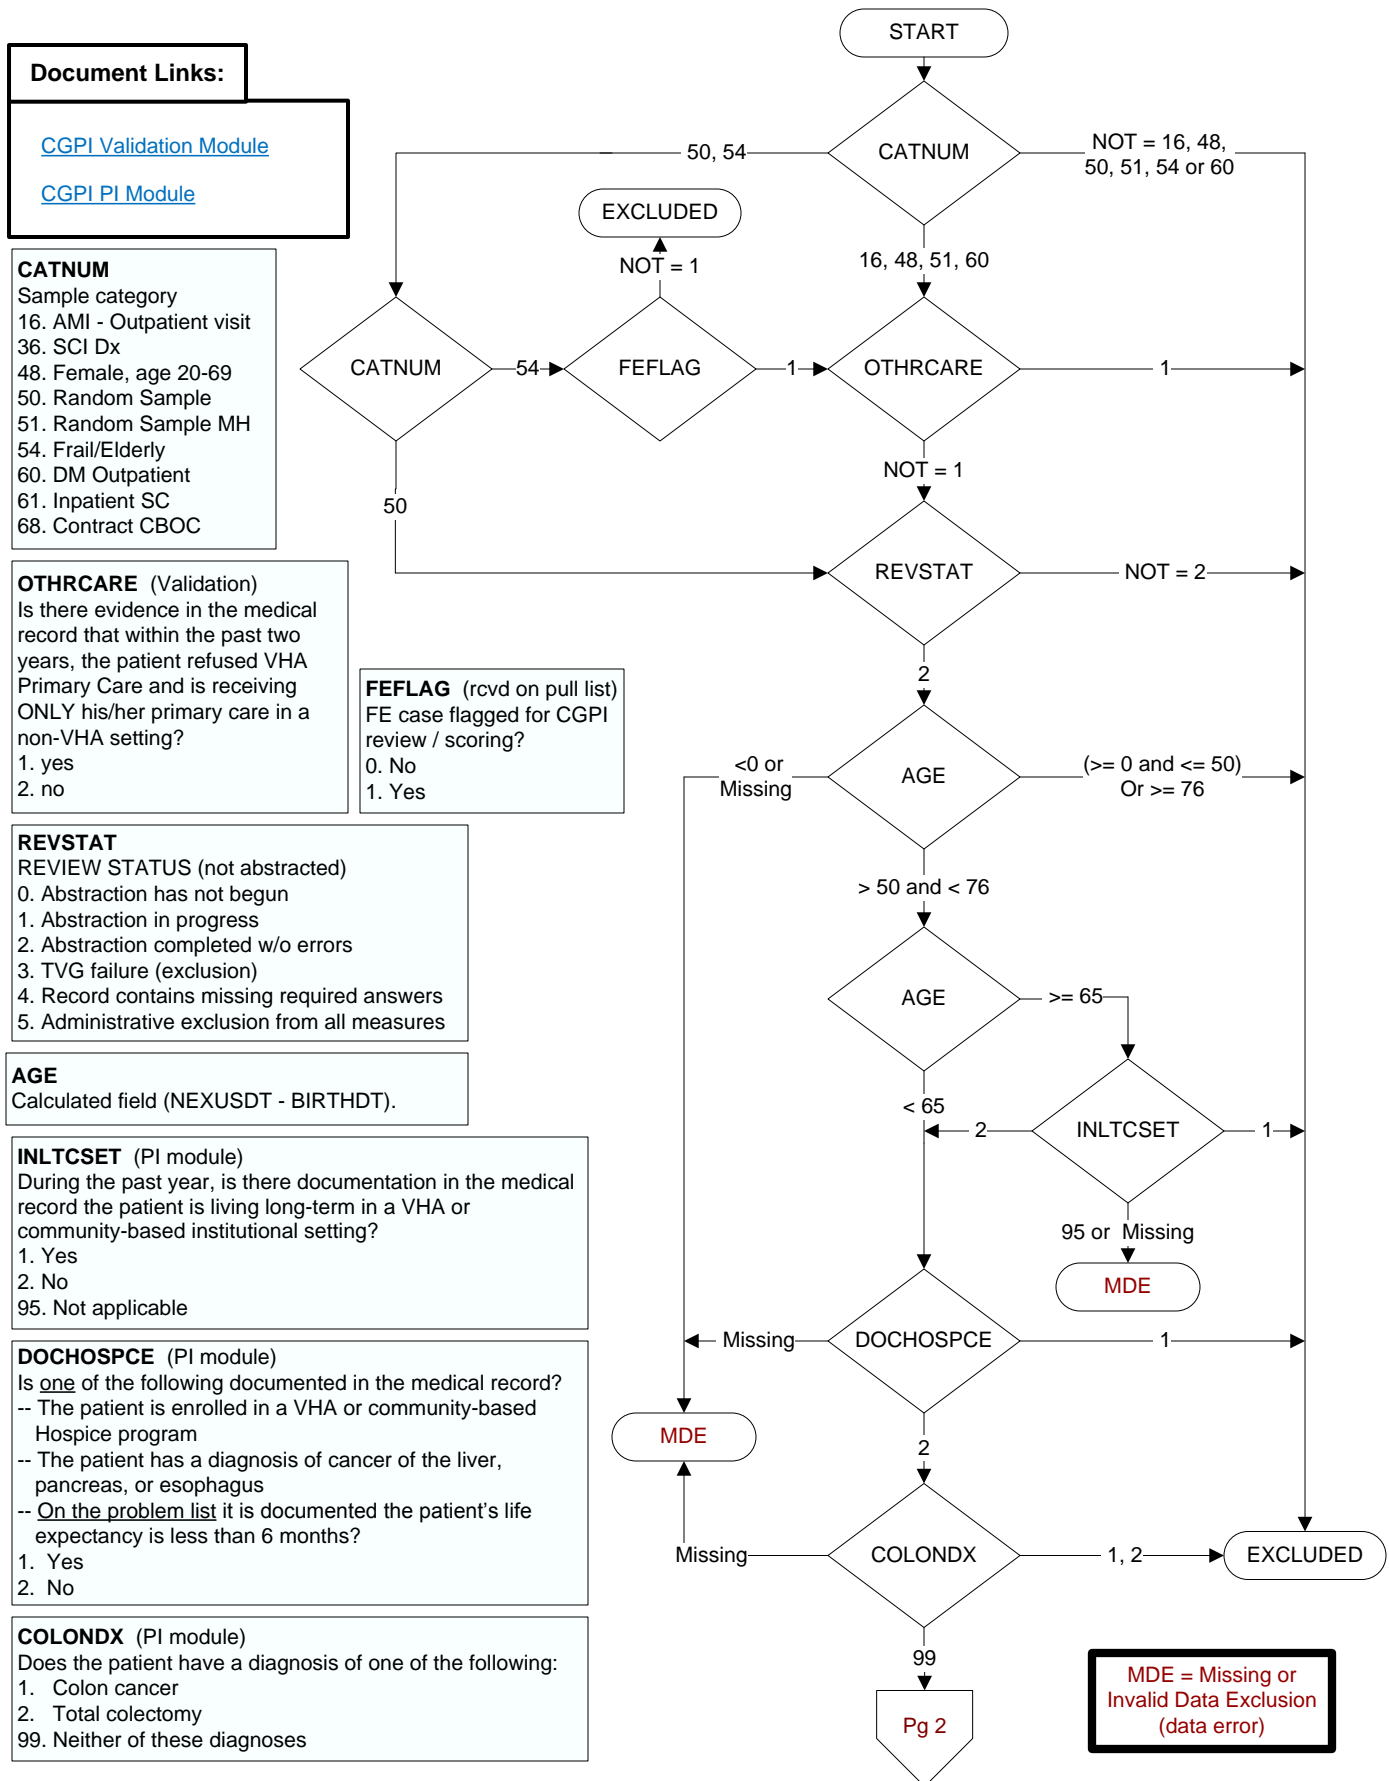 START
Document Links:
CGPI Validation Module
CGPI PI Module
50, 54
CATNUM
NOT = 16, 48,
50, 51, 54 or 60
EXCLUDED
NOT = 1
16, 48, 51, 60
CATNUM
54
FEFLAG
1
OTHRCARE
1
NOT = 1
50
REVSTAT
NOT = 2
2
<0 or
Missing
AGE
(>= 0 and <= 50)
Or >= 76
> 50 and < 76
AGE
>= 65
< 65
2
INLTCSET
1
95 or Missing
MDE
Missing
DOCHOSPCE
1
MDE
2
Missing
COLONDX
1, 2
EXCLUDED
99
Pg 2
MDE = Missing or
Invalid Data Exclusion
(data error)
CATNUM
Sample category
16. AMI - Outpatient visit
36. SCI Dx
48. Female, age 20-69
50. Random Sample
51. Random Sample MH
54. Frail/Elderly
60. DM Outpatient
61. Inpatient SC
68. Contract CBOC
OTHRCARE (Validation)
Is there evidence in the medical
record that within the past two
years, the patient refused VHA
Primary Care and is receiving
ONLY his/her primary care in a
non-VHA setting?
1. yes
2. no
FEFLAG (rcvd on pull list)
FE case flagged for CGPI
review / scoring?
0. No
1. Yes
REVSTAT
REVIEW STATUS (not abstracted)
0. Abstraction has not begun
1. Abstraction in progress
2. Abstraction completed w/o errors
3. TVG failure (exclusion)
4. Record contains missing required answers
5. Administrative exclusion from all measures
AGE
Calculated field (NEXUSDT - BIRTHDT).
INLTCSET (PI module)
During the past year, is there documentation in the medical
record the patient is living long-term in a VHA or
community-based institutional setting?
1. Yes
2. No
95. Not applicable
DOCHOSPCE (PI module)
Is one of the following documented in the medical record?
-- The patient is enrolled in a VHA or community-based
Hospice program
-- The patient has a diagnosis of cancer of the liver,
pancreas, or esophagus
-- On the problem list it is documented the patient's life
expectancy is less than 6 months?
1. Yes
2. No
COLONDX (PI module)
Does the patient have a diagnosis of one of the following:
1. Colon cancer
2. Total colectomy
99. Neither of these diagnoses